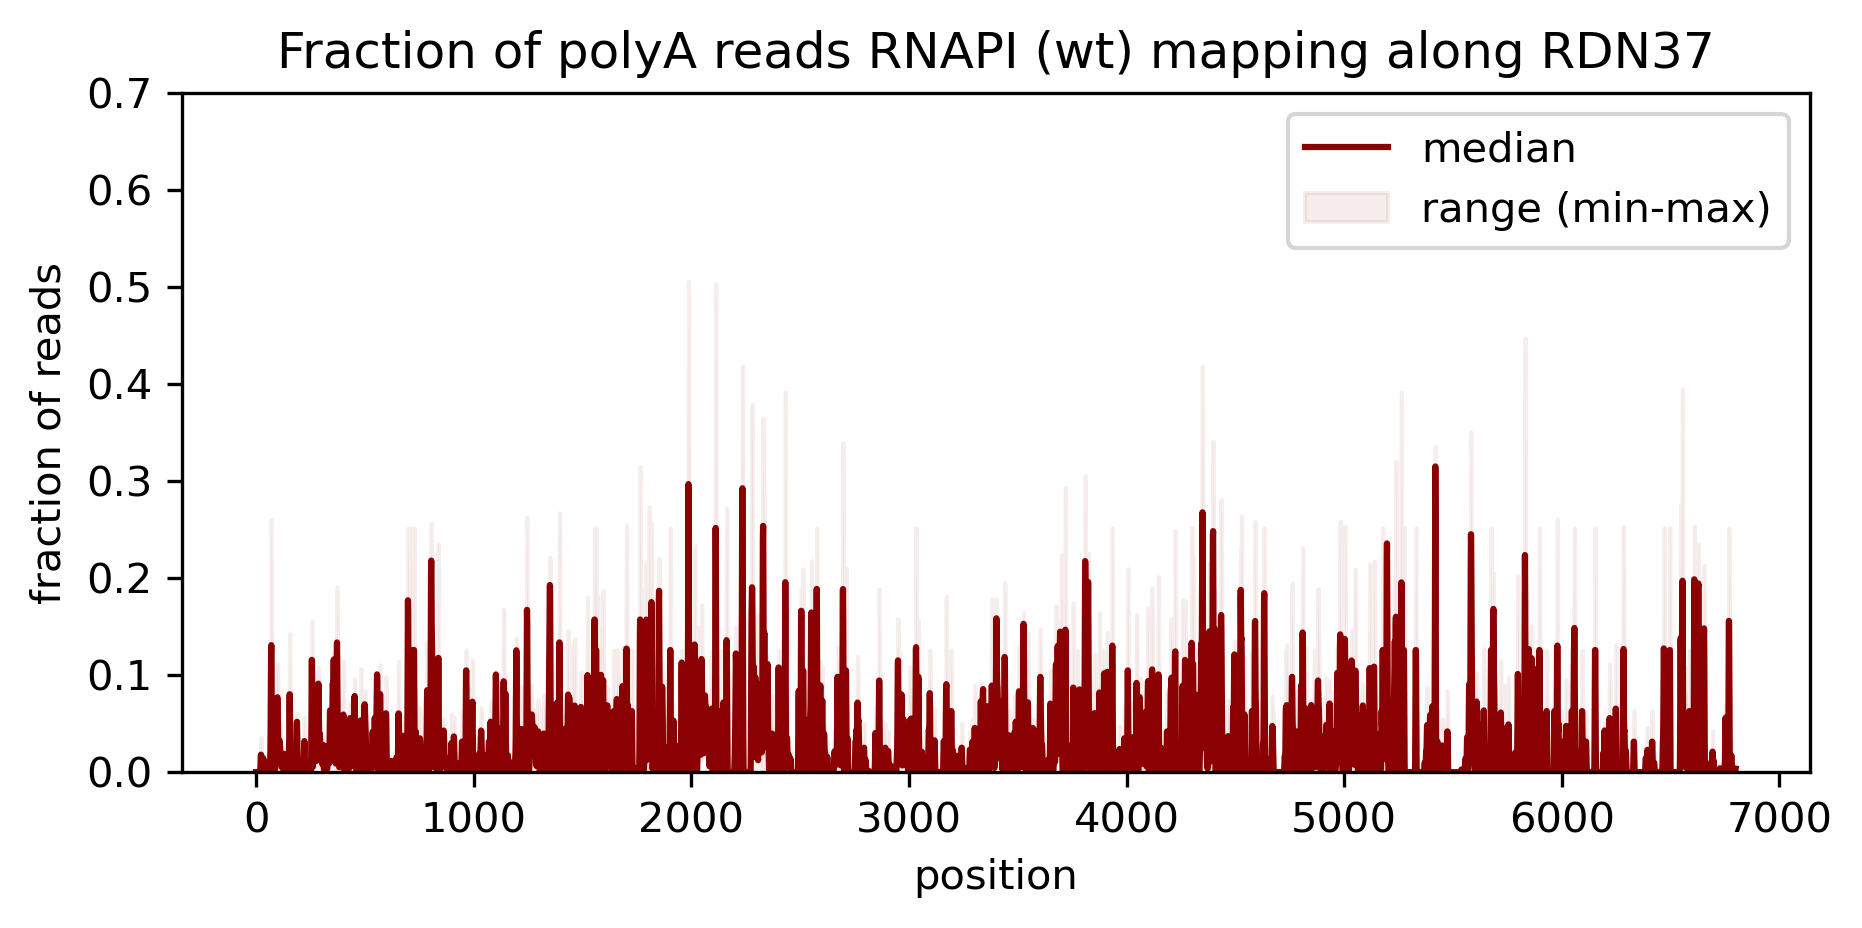 Fraction of polyA reads RNAPI (wt) mapping along RDN37
median
range (min-max)
fraction of reads
0.7
0.6
0.5
0.4
0.3
0.2
0.1
0.0
0 1000 2000 3000 4000 5000 6000 7000
position